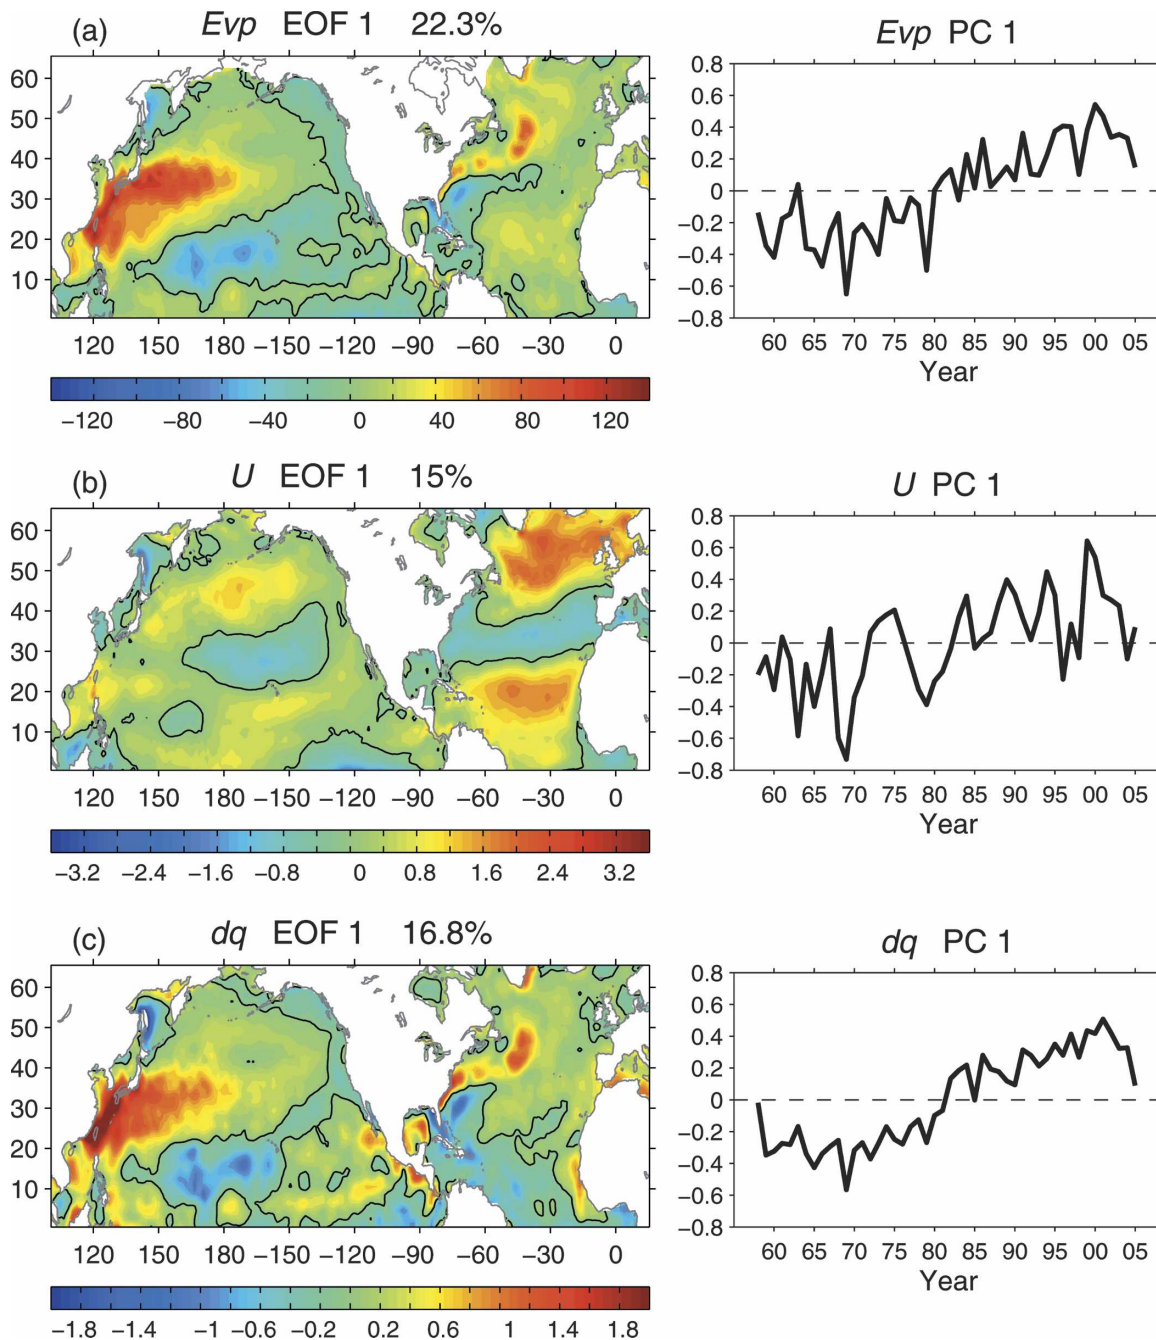 (a) Evp EOF 1 22.3%
Evp PC 1
60
50
40
30
20
10
120 150 180 −150 −120 −90 −60 −30 0
−120 −80 −40 0 40 80 120
0.8
0.6
0.4
0.2
0
−0.2
−0.4
−0.6
−0.8
60 65 70 75 80 85 90 95 00 05
Year
(b) U EOF 1 15%
U PC 1
60
50
40
30
20
10
120 150 180 −150 −120 −90 −60 −30 0
−3.2 −2.4 −1.6 −0.8 0 0.8 1.6 2.4 3.2
0.8
0.6
0.4
0.2
0
−0.2
−0.4
−0.6
−0.8
60 65 70 75 80 85 90 95 00 05
Year
(c) dq EOF 1 16.8%
dq PC 1
60
50
40
30
20
10
120 150 180 −150 −120 −90 −60 −30 0
−1.8 −1.4 −1 −0.6 −0.2 0.2 0.6 1 1.4 1.8
0.8
0.6
0.4
0.2
0
−0.2
−0.4
−0.6
−0.8
60 65 70 75 80 85 90 95 00 05
Year